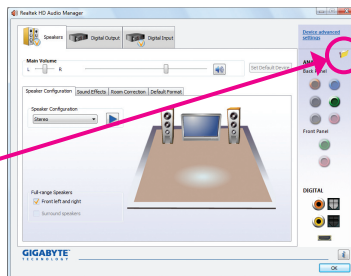 Realtek HD Audio Manager
Speakers
Digital Output
Digital Input
Device advanced
settings
Main Volume
L
R
Set Default Device
Back Panel
Speaker Configuration
Sound Effects
Room Correction
Default Format
Speaker Configuration
Stereo
Front Panel
Full-range Speakers
Front left and right
Surround speakers
DIGITAL
GIGABYTE
TECHNOLOGY
OK